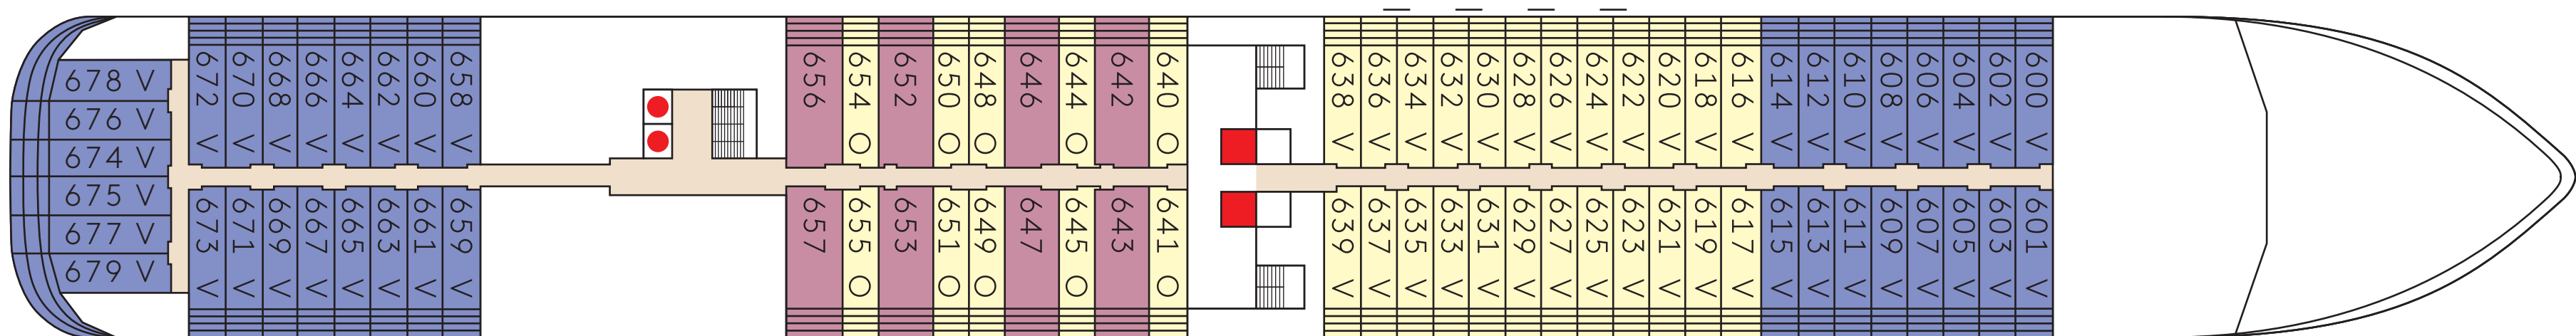 678 V
676 V
674 V
675 V
677 V
679 V
672 V
670 V
668 V
666 V
664 V
662 V
660 V
658 V
656
654 O
652
650 O
648 O
646
644 O
642
640 O
638 V
636 V
634 V
632 V
630 V
628 V
626 V
624 V
622 V
620 V
618 V
616 V
614 V
612 V
610 V
608 V
606 V
604 V
602 V
600 V
673 V
671 V
669 V
667 V
665 V
663 V
661 V
659 V
657
655 O
653
651 O
649 O
647
645 O
643
641 O
639 V
637 V
635 V
633 V
631 V
629 V
627 V
625 V
623 V
621 V
619 V
617 V
615 V
613 V
611 V
609 V
607 V
605 V
603 V
601 V